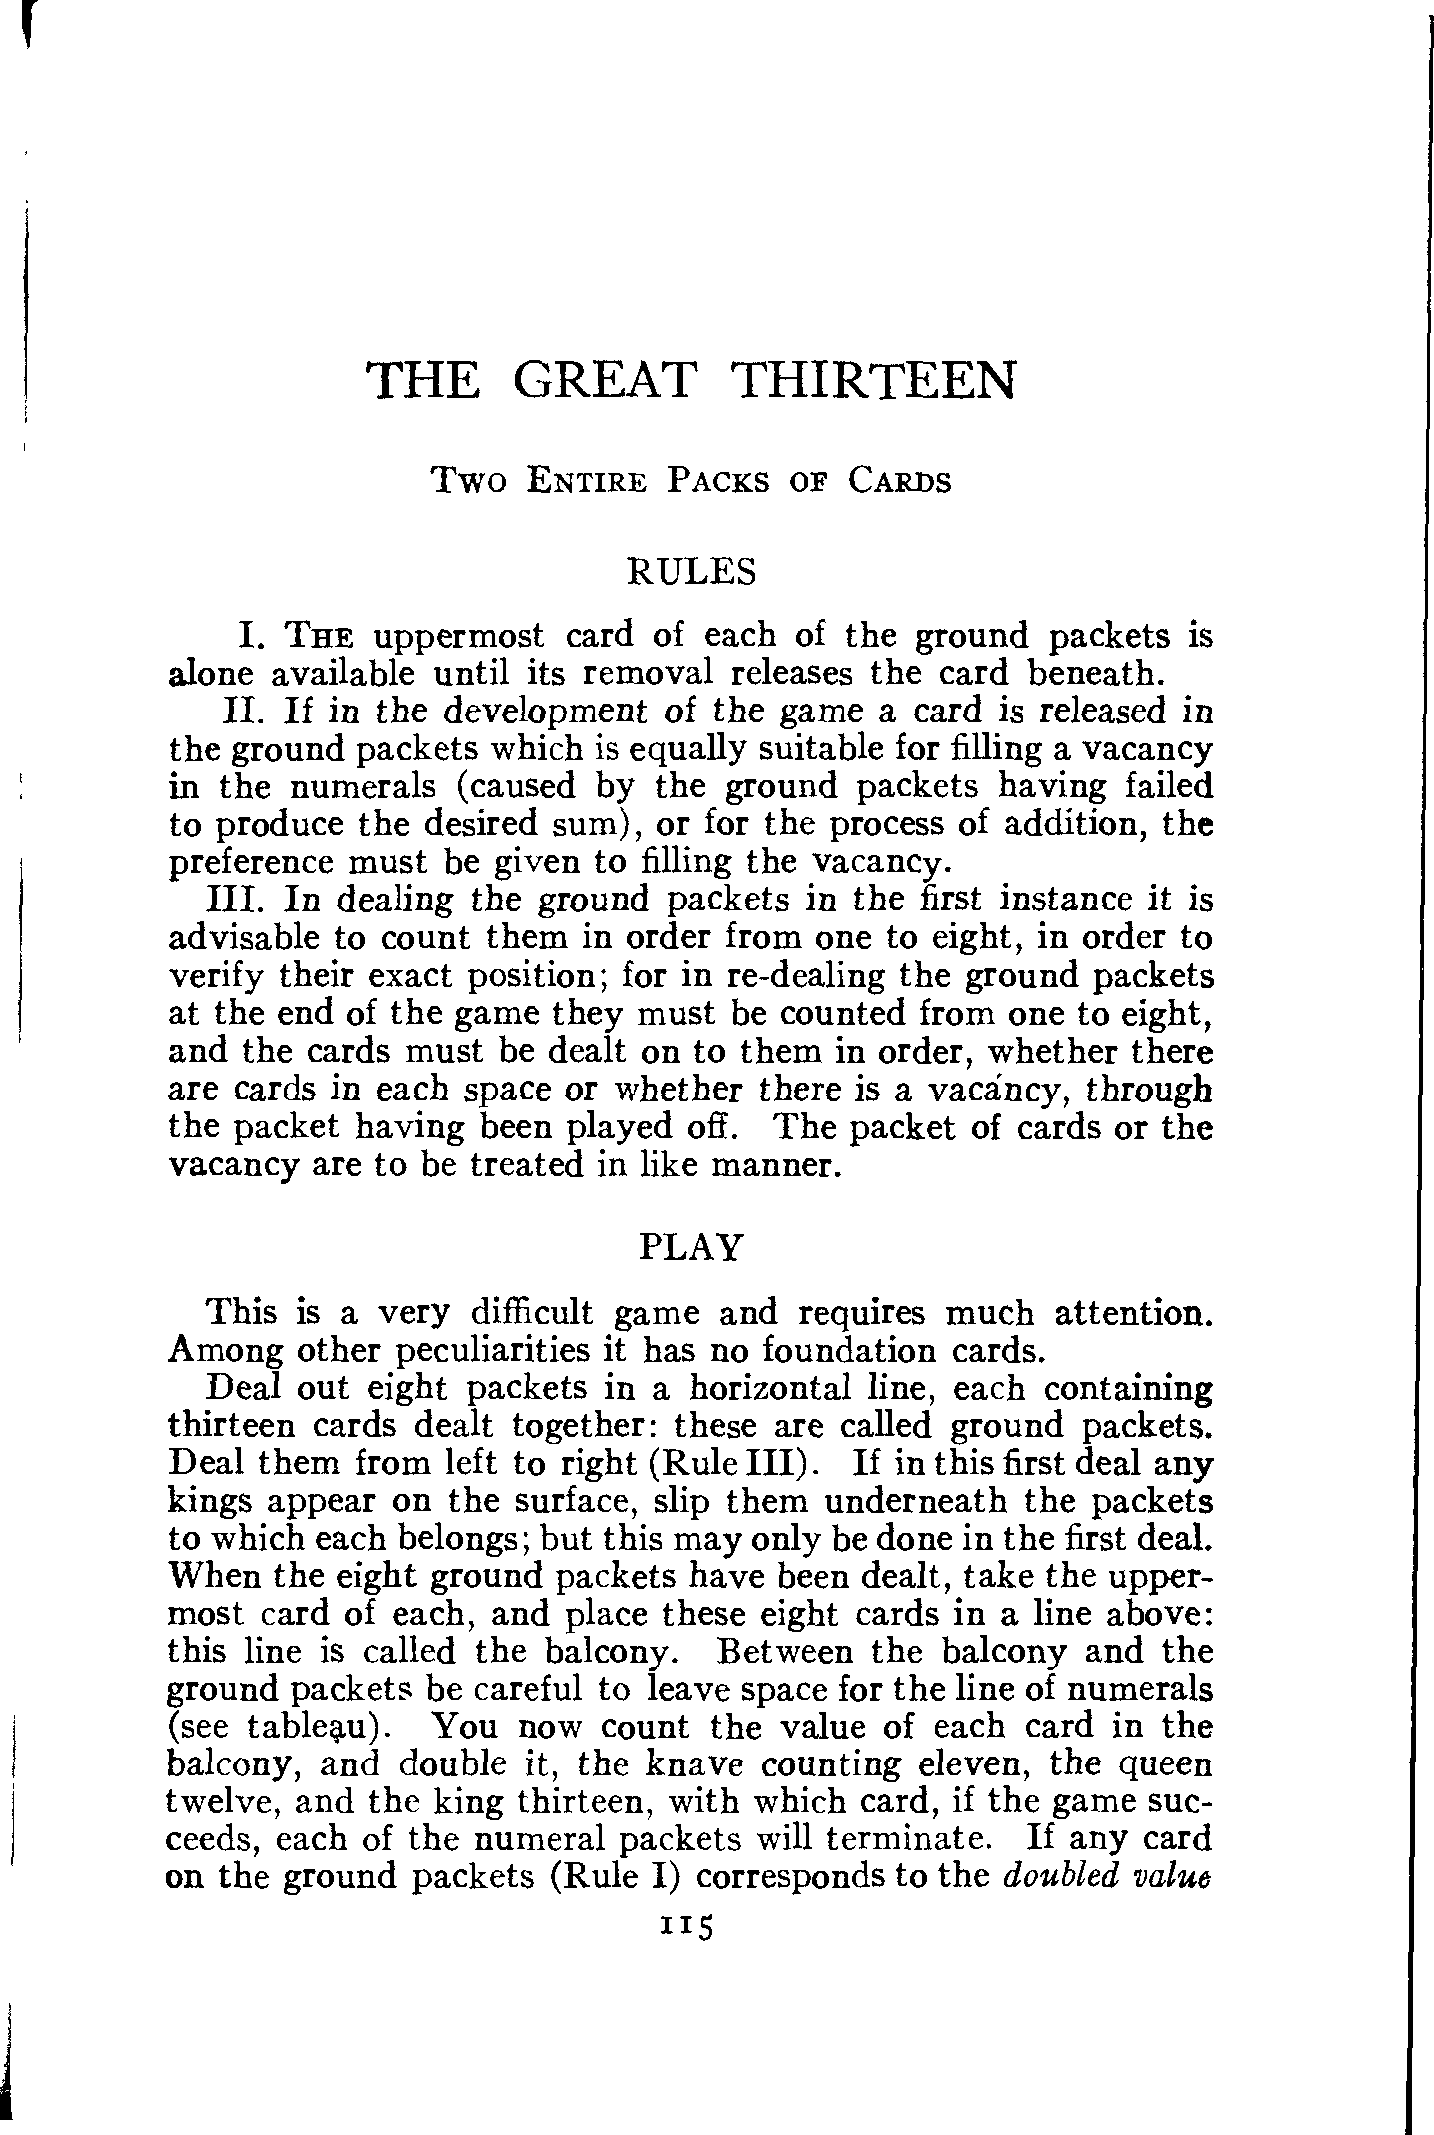 THE GREAT THIRTEEN
Two Entire Packs of Cards
RULES
I. The uppermost card of each of the ground packets is
alone available until its removal releases the card beneath.
II. If in the development of the game a card is released in
the ground packets which is equally suitable for filling a vacancy
in the numerals (caused by the ground packets having failed
to produce the desired sum), or for the process of addition, the
preference must be given to filling the vacancy.
III. In dealing the ground packets in the first instance it is
advisable to count them in order from one to eight, in order to
verify their exact position; for in re-dealing the ground packets
at the end of the game they must be counted from one to eight,
and the cards must be dealt on to them in order, whether there
are cards in each space or whether there is a vacancy, through
the packet having been played off. The packet of cards or the
vacancy are to be treated in like manner.
PLAY
This is a very difficult game and requires much attention.
Among other peculiarities it has no foundation cards.
Deal out eight packets in a horizontal line, each containing
thirteen cards dealt together: these are called ground packets.
Deal them from left to right (Rule III). If in this first deal any
kings appear on the surface, slip them underneath the packets
to which each belongs; but this may only be done in the first deal.
When the eight ground packets have been dealt, take the upper-
most card of each, and place these eight cards in a line above:
this line is called the balcony. Between the balcony and the
ground packets be careful to leave space for the line of numerals
(see tableau). You now count the value of each card in the
balcony, and double it, the knave counting eleven, the queen
twelve, and the king thirteen, with which card, if the game suc-
ceeds, each of the numeral packets will terminate. If any card
on the ground packets (Rule I) corresponds to the doubled value
115